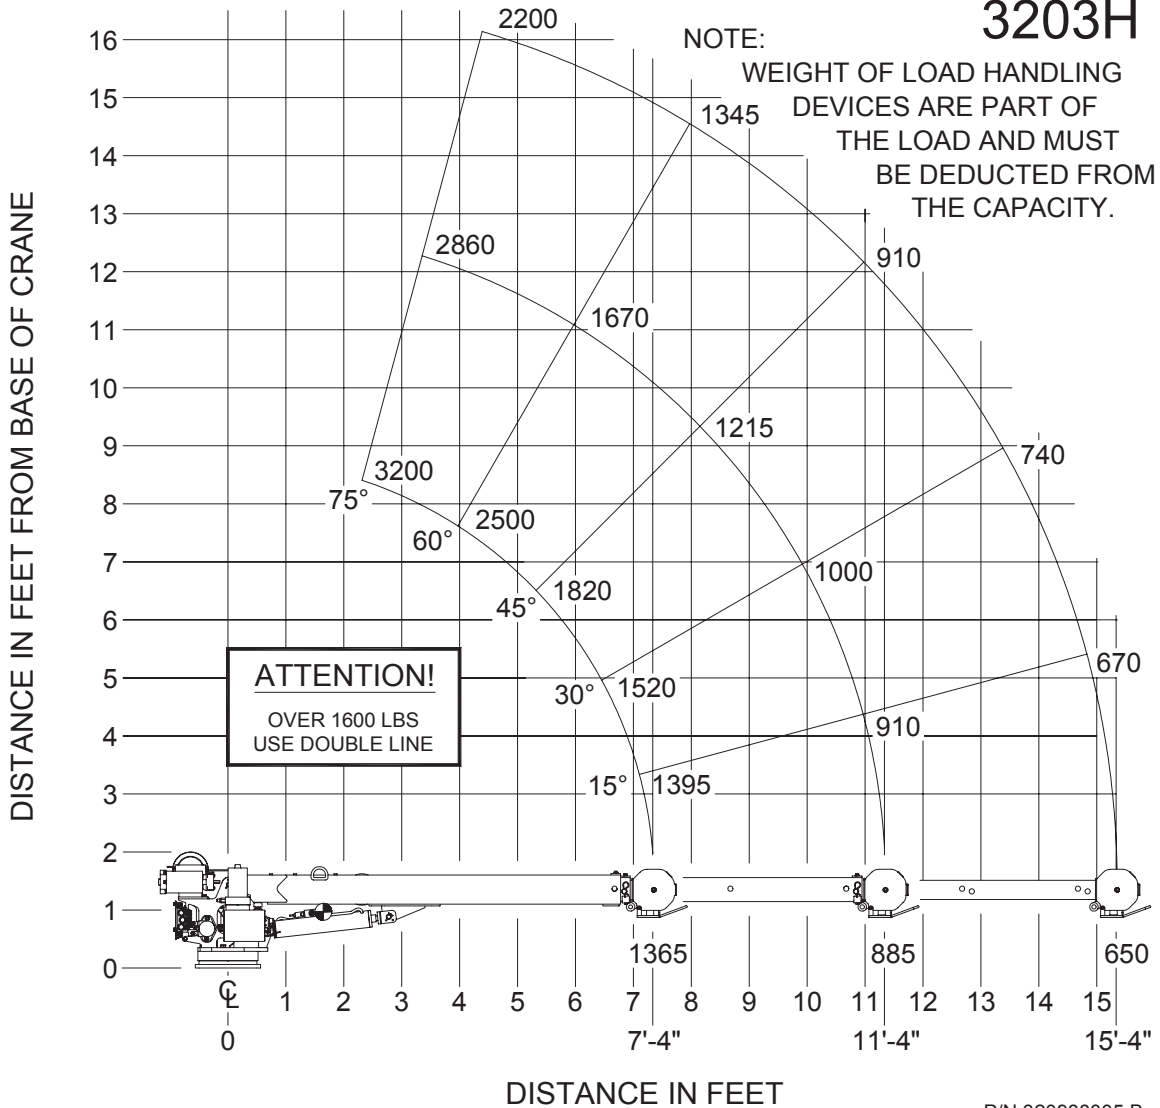 3203H
NOTE:
WEIGHT OF LOAD HANDLING
DEVICES ARE PART OF
THE LOAD AND MUST
BE DEDUCTED FROM
THE CAPACITY.
DISTANCE IN FEET FROM BASE OF CRANE
16
15
14
13
12
11
10
9
8
7
6
5
4
3
2
1
0
2200
1345
910
740
670
2860
1670
1215
1000
910
3200
2500
1820
1520
1395
75°
60°
45°
30°
15°
ATTENTION!
OVER 1600 LBS
USE DOUBLE LINE
1365 885 650
℄ 1 2 3 4 5 6 7 8 9 10 11 12 13 14 15
0 7'-4" 11'-4" 15'-4"
DISTANCE IN FEET